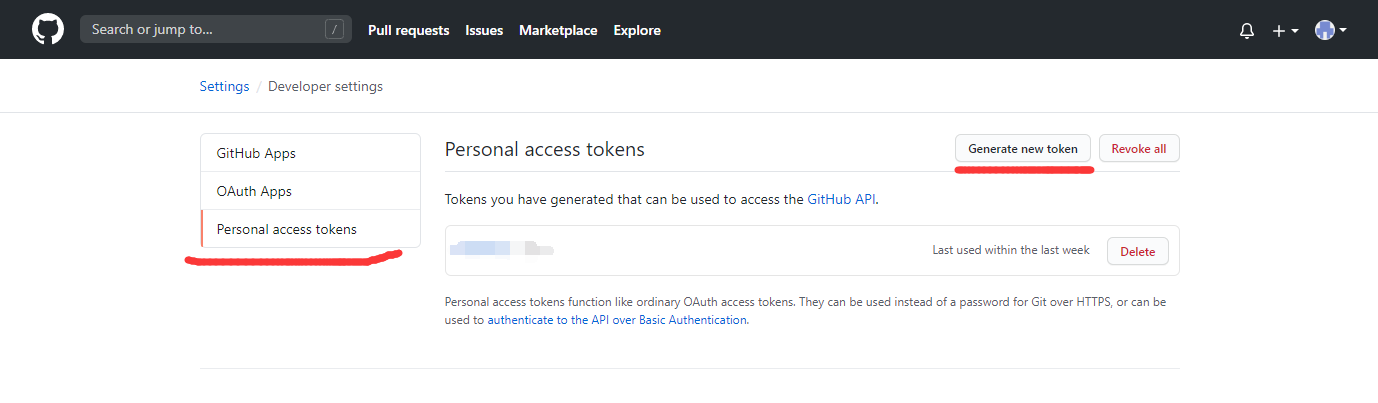 Search or jump to... /
Pull requests Issues Marketplace Explore
Settings / Developer settings
GitHub Apps
OAuth Apps
Personal access tokens
Personal access tokens
Generate new token
Revoke all
Tokens you have generated that can be used to access the GitHub API.
Last used within the last week
Delete
Personal access tokens function like ordinary OAuth access tokens. They can be used instead of a password for Git over HTTPS, or can be
used to authenticate to the API over Basic Authentication.